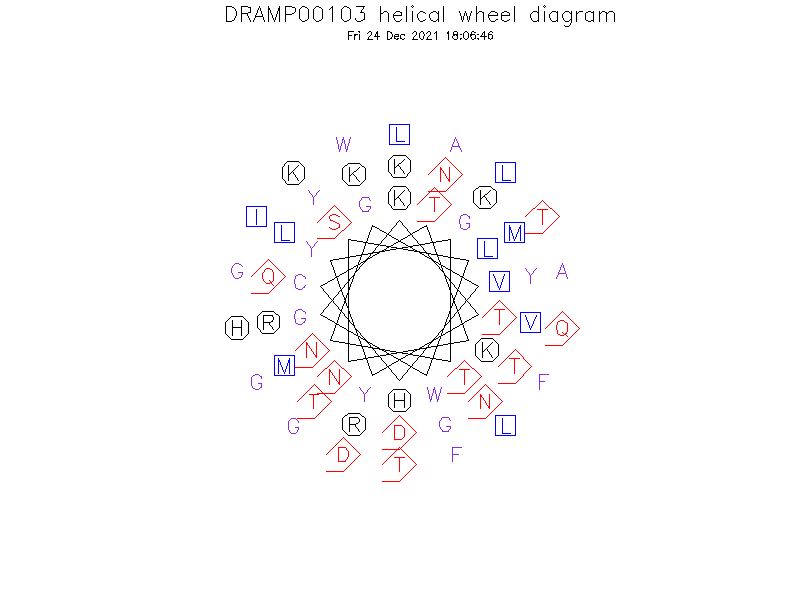 DRAMP00103 helical wheel diagram
Fri 24 Dec 2021 18:06:46
L
W A
K K K N L
Y G K T K
I S G M T
L Y L
G Q C V Y A
H R G T V Q
N K
M T
G N T F
T Y H W N
G R D G L
D T F